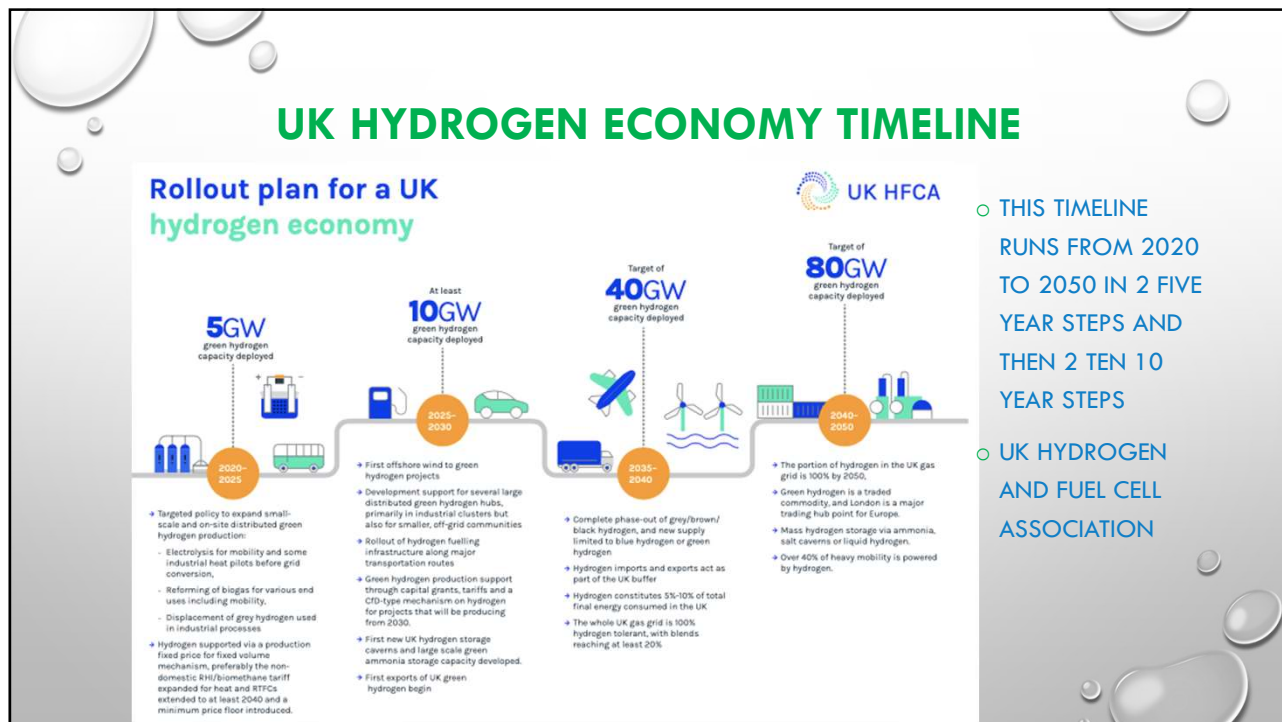 UK HYDROGEN ECONOMY TIMELINE
Rollout plan for a UK
hydrogen economy
UK HFCA
5GW
green hydrogen
capacity deployed
At least
10GW
green hydrogen
capacity deployed
Target of
40GW
green hydrogen
capacity deployed
Target of
80GW
green hydrogen
capacity deployed
+ −
2020–
2025
2025–
2030
2035–
2040
2040–
2050
→ Targeted policy to expand small-
scale and on-site distributed green
hydrogen production:
- Electrolysis for mobility and some
industrial heat pilots before grid
conversion,
- Reforming of biogas for various end
uses including mobility,
- Displacement of grey hydrogen used
in industrial processes
→ Hydrogen supported via a production
fixed price for fixed volume
mechanism, preferably the non-
domestic RHI/biomethane tariff
expanded for heat and RTFCs
extended to at least 2040 and a
minimum price floor introduced.
→ First offshore wind to green
hydrogen projects
→ Development support for several large
distributed green hydrogen hubs,
primarily in industrial clusters but
also for smaller, off-grid communities
→ Rollout of hydrogen fuelling
infrastructure along major
transportation routes
→ Green hydrogen production support
through capital grants, tariffs and a
CfD-type mechanism on hydrogen
for projects that will be producing
from 2030.
→ First new UK hydrogen storage
caverns and large scale green
ammonia storage capacity developed.
→ First exports of UK green
hydrogen begin
→ Complete phase-out of grey/brown/
black hydrogen, and new supply
limited to blue hydrogen or green
hydrogen
→ Hydrogen imports and exports act as
part of the UK buffer
→ Hydrogen constitutes 5%-10% of total
final energy consumed in the UK
→ The whole UK gas grid is 100%
hydrogen tolerant, with blends
reaching at least 20%
→ The portion of hydrogen in the UK gas
grid is 100% by 2050,
→ Green hydrogen is a traded
commodity, and London is a major
trading hub point for Europe.
→ Mass hydrogen storage via ammonia,
salt caverns or liquid hydrogen.
→ Over 40% of heavy mobility is powered
by hydrogen.
o THIS TIMELINE
RUNS FROM 2020
TO 2050 IN 2 FIVE
YEAR STEPS AND
THEN 2 TEN 10
YEAR STEPS
o UK HYDROGEN
AND FUEL CELL
ASSOCIATION